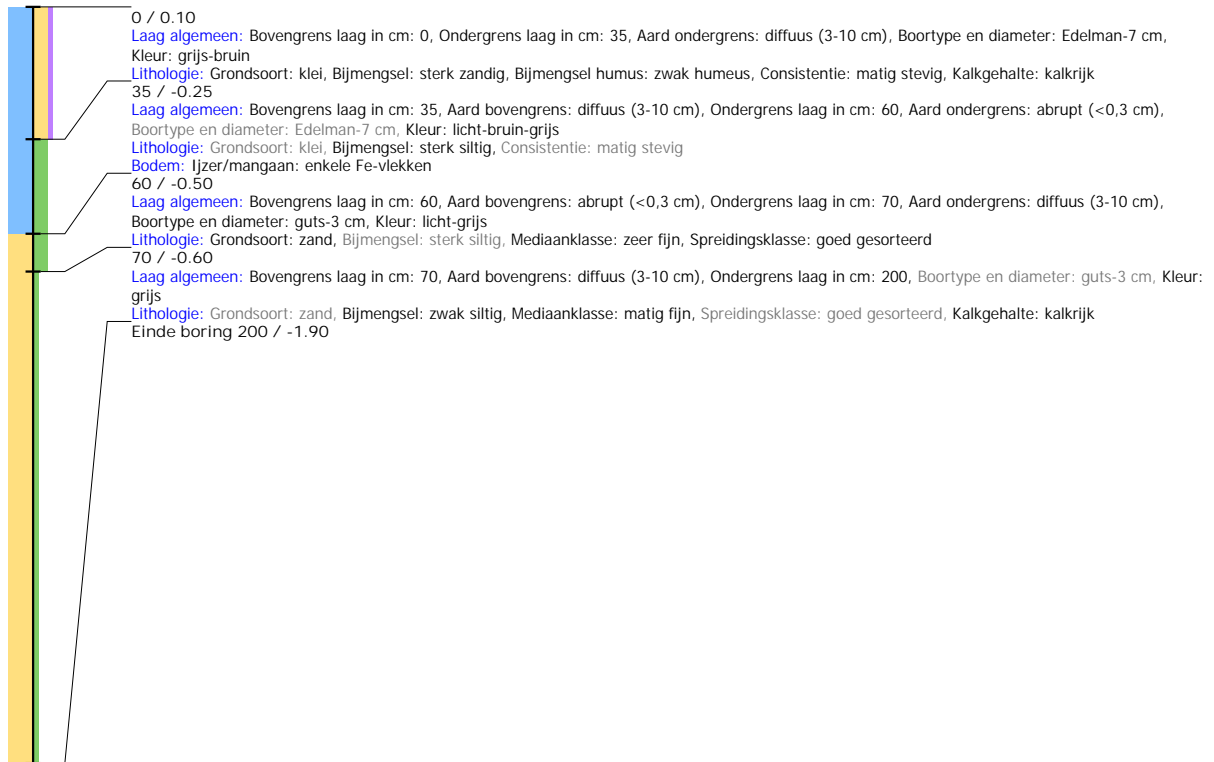 0 / 0.10
Laag algemeen: Bovengrens laag in cm: 0, Ondergrens laag in cm: 35, Aard ondergrens: diffuus (3-10 cm), Boortype en diameter: Edelman-7 cm,
Kleur: grijs-bruin
Lithologie: Grondsoort: klei, Bijmengsel: sterk zandig, Bijmengsel humus: zwak humeus, Consistentie: matig stevig, Kalkgehalte: kalkrijk
35 / -0.25
Laag algemeen: Bovengrens laag in cm: 35, Aard bovengrens: diffuus (3-10 cm), Ondergrens laag in cm: 60, Aard ondergrens: abrupt (<0,3 cm),
Boortype en diameter: Edelman-7 cm, Kleur: licht-bruin-grijs
Lithologie: Grondsoort: klei, Bijmengsel: sterk siltig, Consistentie: matig stevig
Bodem: Ijzer/mangaan: enkele Fe-vlekken
60 / -0.50
Laag algemeen: Bovengrens laag in cm: 60, Aard bovengrens: abrupt (<0,3 cm), Ondergrens laag in cm: 70, Aard ondergrens: diffuus (3-10 cm),
Boortype en diameter: guts-3 cm, Kleur: licht-grijs
Lithologie: Grondsoort: zand, Bijmengsel: sterk siltig, Mediaanklasse: zeer fijn, Spreidingsklasse: goed gesorteerd
70 / -0.60
Laag algemeen: Bovengrens laag in cm: 70, Aard bovengrens: diffuus (3-10 cm), Ondergrens laag in cm: 200, Boortype en diameter: guts-3 cm, Kleur:
grijs
Lithologie: Grondsoort: zand, Bijmengsel: zwak siltig, Mediaanklasse: matig fijn, Spreidingsklasse: goed gesorteerd, Kalkgehalte: kalkrijk
Einde boring 200 / -1.90